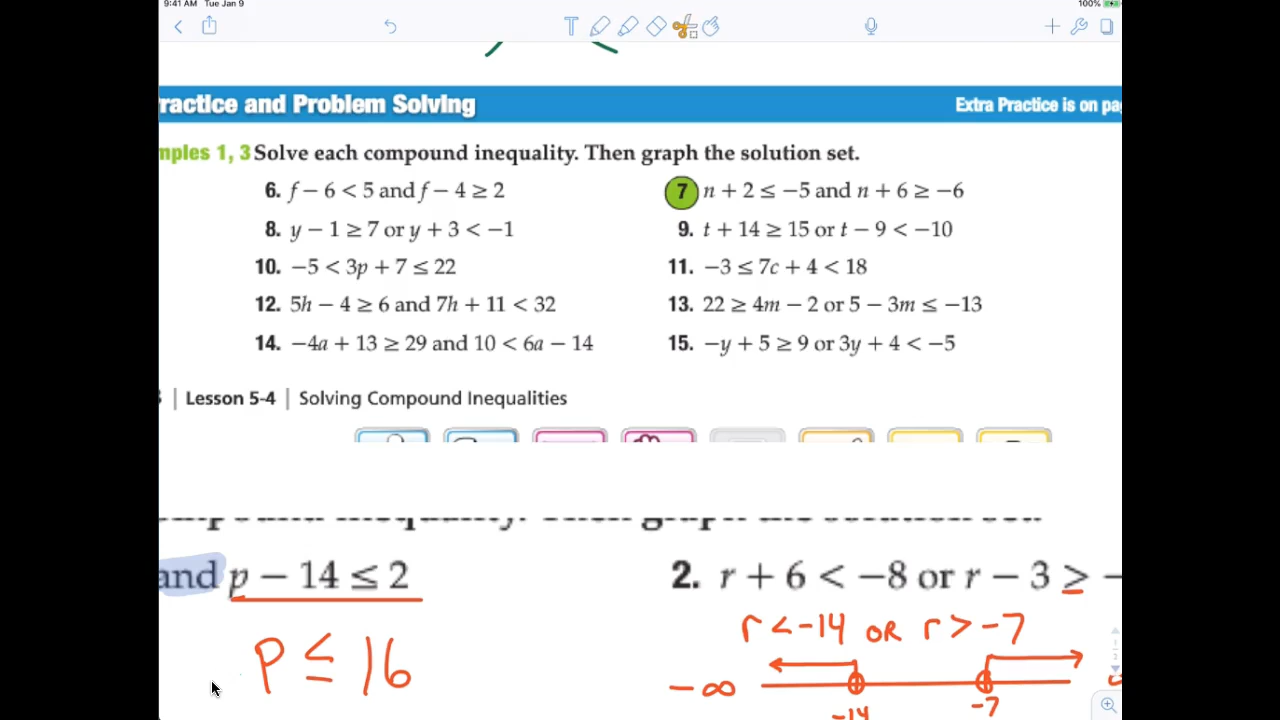 9:41 AM Tue Jan 9
100%
ractice and Problem Solving
Extra Practice is on pa
mples 1, 3 Solve each compound inequality. Then graph the solution set.
6. f − 6 < 5 and f − 4 ≥ 2
7 n + 2 ≤ −5 and n + 6 ≥ −6
8. y − 1 ≥ 7 or y + 3 < −1
9. t + 14 ≥ 15 or t − 9 < −10
10. −5 < 3p + 7 ≤ 22
11. −3 ≤ 7c + 4 < 18
12. 5h − 4 ≥ 6 and 7h + 11 < 32
13. 22 ≥ 4m − 2 or 5 − 3m ≤ −13
14. −4a + 13 ≥ 29 and 10 < 6a − 14
15. −y + 5 ≥ 9 or 3y + 4 < −5
Lesson 5-4 | Solving Compound Inequalities
and p − 14 ≤ 2
2. r + 6 < −8 or r − 3 ≥ −
r < -14 OR r > -7
p ≤ 16
-∞
-14
-7